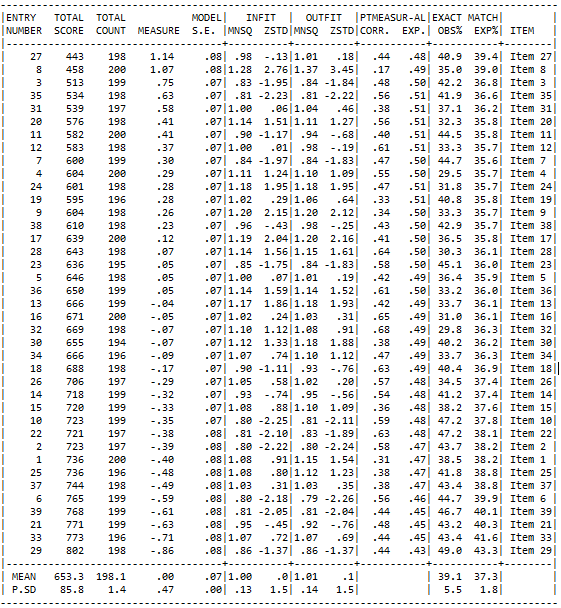 |ENTRY TOTAL TOTAL MODEL| INFIT | OUTFIT |PTMEASUR-AL|EXACT MATCH| |
|NUMBER SCORE COUNT MEASURE S.E. |MNSQ ZSTD|MNSQ ZSTD|CORR. EXP.| OBS% EXP%| ITEM |
| 27 443 198 1.14 .08| .98 -.13|1.01 .18| .44 .48| 40.9 39.4| Item 27|
| 8 458 200 1.07 .08|1.28 2.76|1.37 3.45| .17 .49| 35.0 39.0| Item 8 |
| 3 513 199 .75 .07| .83 -1.95| .84 -1.84| .48 .50| 42.2 36.8| Item 3 |
| 35 534 198 .63 .07| .81 -2.23| .81 -2.22| .56 .51| 41.9 36.6| Item 35|
| 31 539 197 .58 .07|1.00 .06|1.04 .46| .38 .51| 37.1 36.2| Item 31|
| 20 576 198 .41 .07|1.14 1.51|1.11 1.27| .56 .51| 32.3 35.8| Item 20|
| 11 582 200 .41 .07| .90 -1.17| .94 -.68| .40 .51| 44.5 35.8| Item 11|
| 12 583 198 .37 .07|1.00 .01| .98 -.19| .61 .51| 33.3 35.7| Item 12|
| 7 600 199 .30 .07| .84 -1.97| .84 -1.83| .47 .50| 44.7 35.6| Item 7 |
| 4 604 200 .29 .07|1.11 1.24|1.10 1.09| .55 .50| 29.5 35.7| Item 4 |
| 24 601 198 .28 .07|1.18 1.95|1.18 1.95| .47 .51| 31.8 35.7| Item 24|
| 19 595 196 .28 .07|1.02 .29|1.06 .64| .33 .51| 40.8 35.8| Item 19|
| 9 604 198 .26 .07|1.20 2.15|1.20 2.12| .34 .50| 33.3 35.7| Item 9 |
| 38 610 198 .23 .07| .96 -.43| .98 -.25| .43 .50| 42.9 35.7| Item 38|
| 17 639 200 .12 .07|1.19 2.04|1.20 2.16| .41 .50| 36.5 35.8| Item 17|
| 28 643 198 .05 .07|1.14 1.56|1.15 1.61| .64 .50| 30.3 36.1| Item 28|
| 23 636 195 .05 .07| .85 -1.75| .84 -1.83| .58 .50| 45.1 36.0| Item 23|
| 5 646 198 .05 .07|1.00 .07|1.01 .19| .42 .49| 36.4 35.9| Item 5 |
| 36 650 199 .05 .07|1.14 1.59|1.14 1.52| .61 .50| 33.2 36.0| Item 36|
| 13 666 199 -.04 .07|1.17 1.86|1.18 1.93| .42 .49| 33.7 36.1| Item 13|
| 16 671 200 -.05 .07|1.02 .24|1.03 .31| .65 .49| 31.0 36.1| Item 16|
| 32 669 198 -.07 .07|1.10 1.12|1.08 .91| .68 .49| 29.8 36.3| Item 32|
| 30 655 194 -.07 .07|1.12 1.33|1.18 1.88| .38 .49| 40.2 36.2| Item 30|
| 34 666 196 -.09 .07|1.07 .74|1.10 1.12| .47 .49| 33.7 36.3| Item 34|
| 18 688 198 -.17 .07| .90 -1.11| .93 -.76| .63 .49| 40.4 36.9| Item 18|
| 26 706 197 -.29 .07|1.05 .58|1.02 .20| .57 .48| 34.5 37.4| Item 26|
| 14 718 199 -.32 .07| .93 -.74| .95 -.56| .54 .48| 41.2 37.4| Item 14|
| 15 720 199 -.33 .07|1.08 .88|1.10 1.09| .36 .48| 38.2 37.6| Item 15|
| 10 723 199 -.35 .07| .80 -2.25| .81 -2.11| .59 .48| 47.2 37.8| Item 10|
| 22 721 197 -.38 .08| .81 -2.10| .83 -1.89| .63 .48| 47.2 38.1| Item 22|
| 2 723 197 -.39 .08| .80 -2.22| .80 -2.24| .58 .47| 43.7 38.2| Item 2 |
| 1 736 200 -.40 .08|1.08 .91|1.15 1.54| .31 .47| 38.5 38.2| Item 1 |
| 25 736 196 -.48 .08|1.08 .80|1.12 1.23| .38 .47| 41.8 38.8| Item 25|
| 37 744 198 -.49 .08|1.03 .31|1.03 .35| .38 .47| 43.4 38.8| Item 37|
| 6 765 199 -.59 .08| .80 -2.18| .79 -2.26| .56 .46| 44.7 39.9| Item 6 |
| 39 768 199 -.61 .08| .81 -2.05| .81 -2.04| .44 .45| 46.7 40.1| Item 39|
| 21 771 199 -.63 .08| .95 -.45| .92 -.76| .48 .45| 43.2 40.3| Item 21|
| 33 773 196 -.71 .08|1.07 .72|1.07 .69| .44 .45| 43.4 41.6| Item 33|
| 29 802 198 -.86 .08| .86 -1.37| .86 -1.37| .44 .43| 49.0 43.3| Item 29|
| MEAN 653.3 198.1 .00 .07|1.00 .0|1.01 .1| | 39.1 37.3| |
| P.SD 85.8 1.4 .47 .00| .13 1.5| .14 1.5| | 5.5 1.8| |